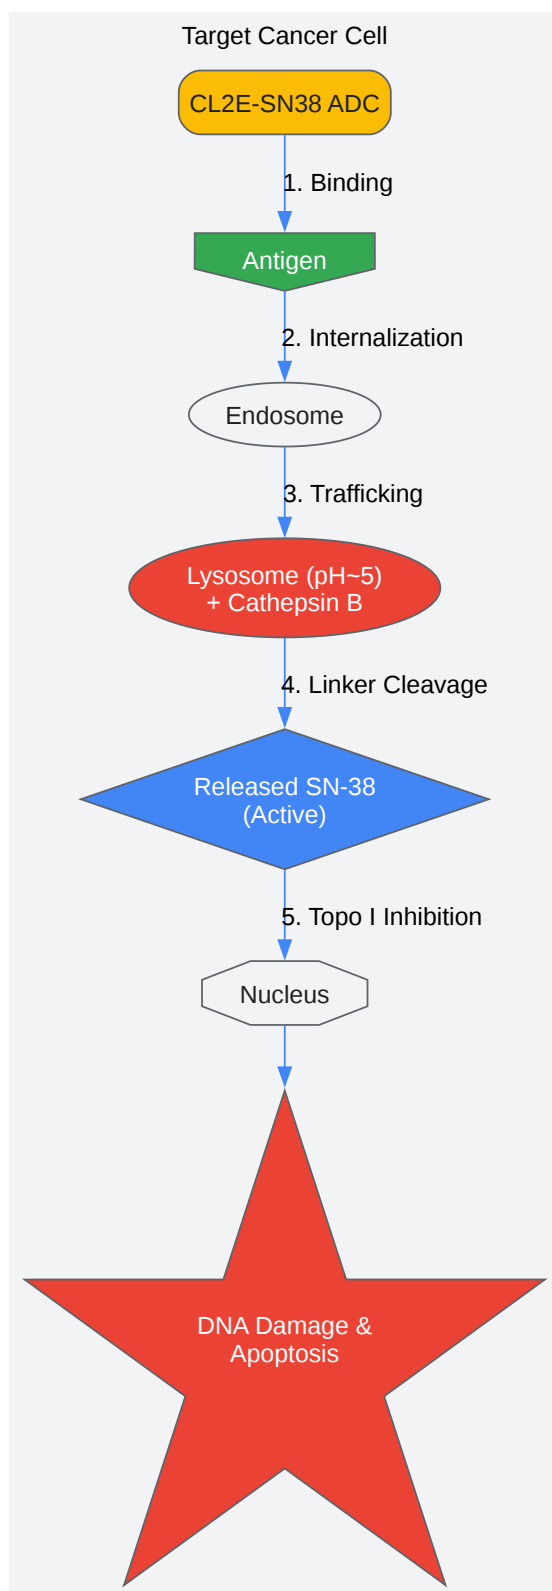 Target Cancer Cell
CL2E-SN38 ADC
1. Binding
Antigen
2. Internalization
Endosome
3. Trafficking
Lysosome (pH~5)
+ Cathepsin B
4. Linker Cleavage
Released SN-38
(Active)
5. Topo I Inhibition
Nucleus
DNA Damage &
Apoptosis